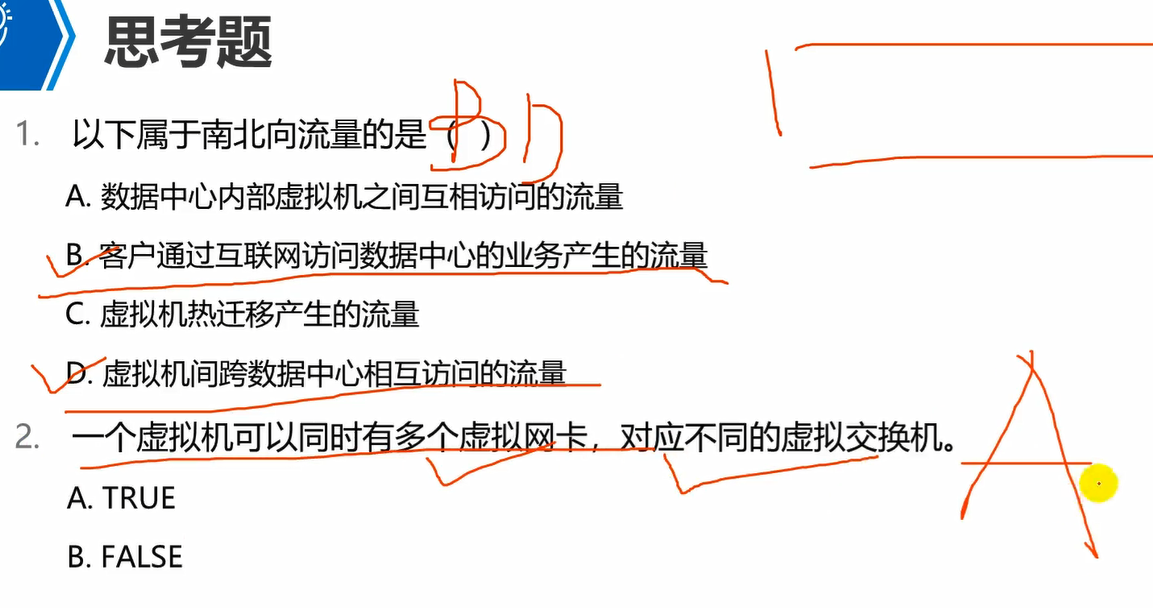 思考题
1. 以下属于南北向流量的是（ ）BD
A. 数据中心内部虚拟机之间互相访问的流量
B. 客户通过互联网访问数据中心的业务产生的流量
C. 虚拟机热迁移产生的流量
D. 虚拟机间跨数据中心相互访问的流量
2. 一个虚拟机可以同时有多个虚拟网卡，对应不同的虚拟交换机。A
A. TRUE
B. FALSE